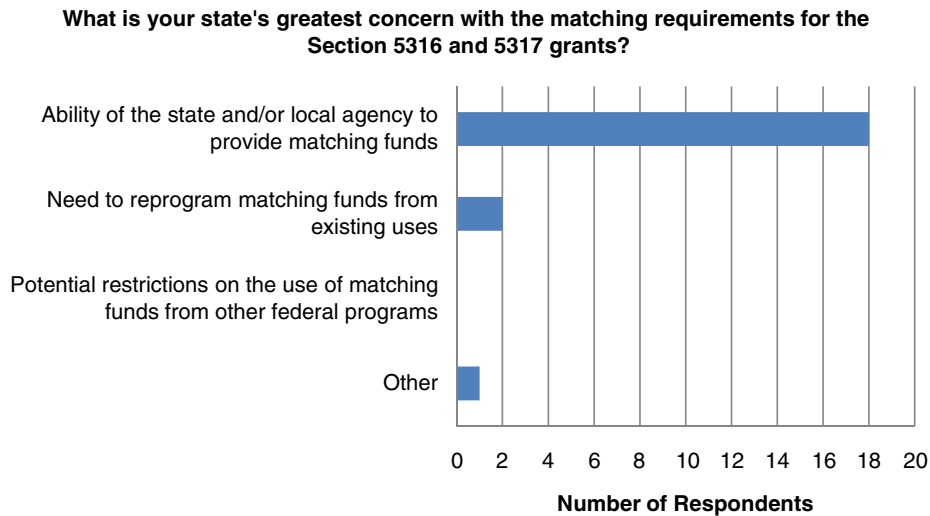 What is your state's greatest concern with the matching requirements for the
Section 5316 and 5317 grants?
Ability of the state and/or local agency to
provide matching funds
Need to reprogram matching funds from
existing uses
Potential restrictions on the use of matching
funds from other federal programs
Other
0 2 4 6 8 10 12 14 16 18 20
Number of Respondents